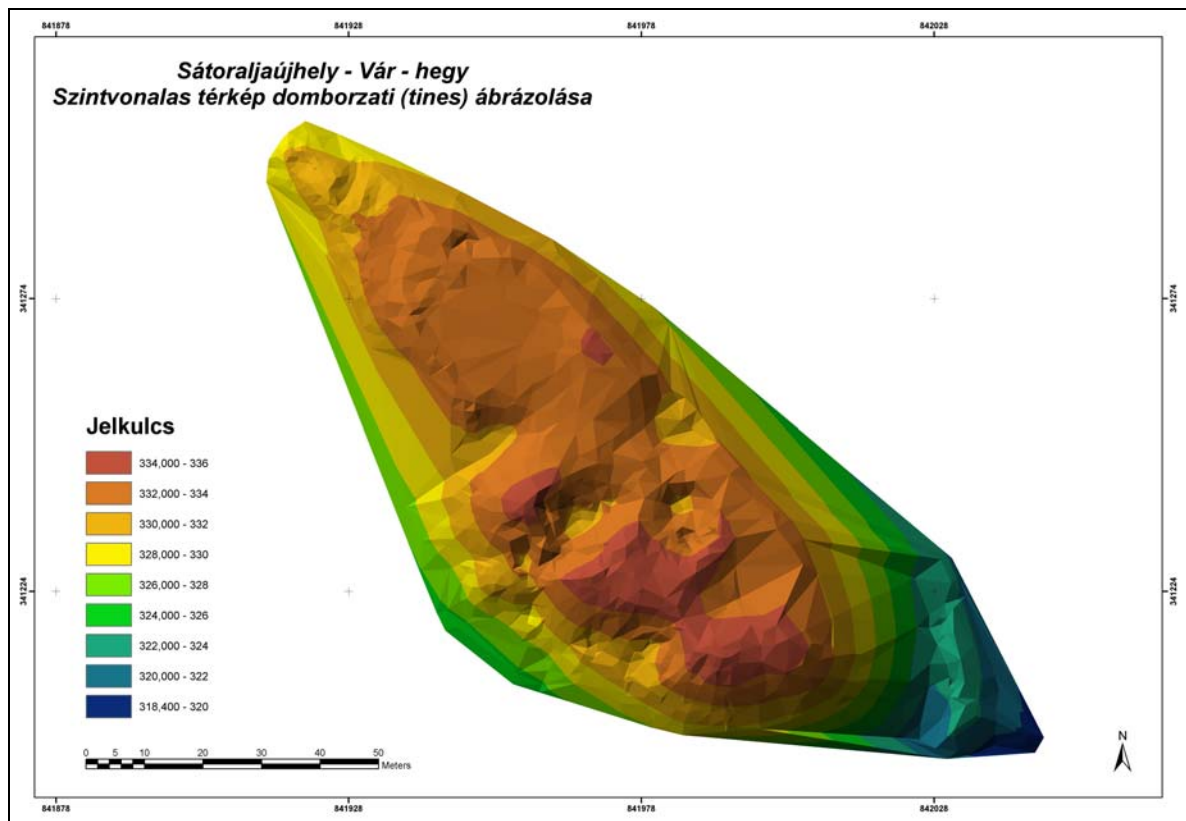 841878 841928 841978 842028
Sátoraljaújhely - Vár - hegy
Szintvonalas térkép domborzati (tines) ábrázolása
341274 341274
Jelkulcs
334,000 - 336
332,000 - 334
330,000 - 332
328,000 - 330
326,000 - 328
324,000 - 326
322,000 - 324
320,000 - 322
318,400 - 320
341224 341224
0 5 10 20 30 40 50
Meters
N
841878 841928 841978 842028